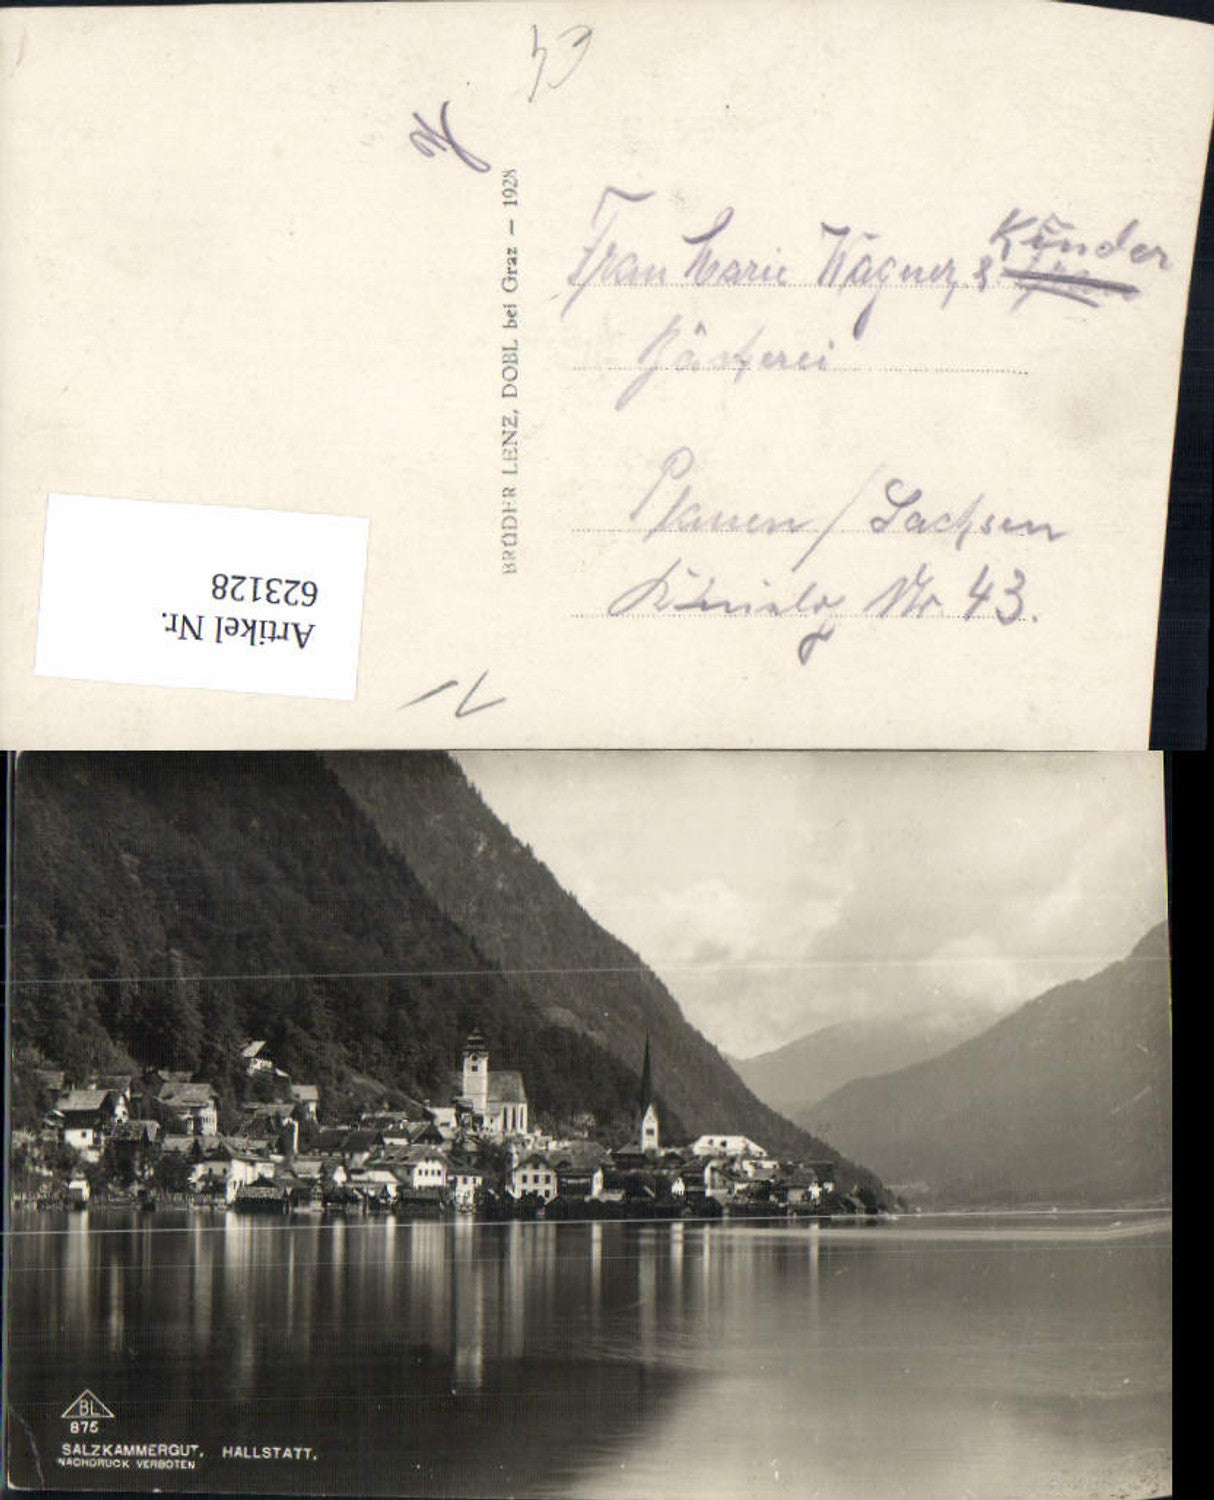 43
BRÜDER LENZ, DOBL bei Graz — 1928
Frau Marie Wagner, & Kinder
Plauen / Sachsen
Nr. 43.
Artikel Nr.
623128
BL
875
SALZKAMMERGUT, HALLSTATT.
NACHDRUCK VERBOTEN